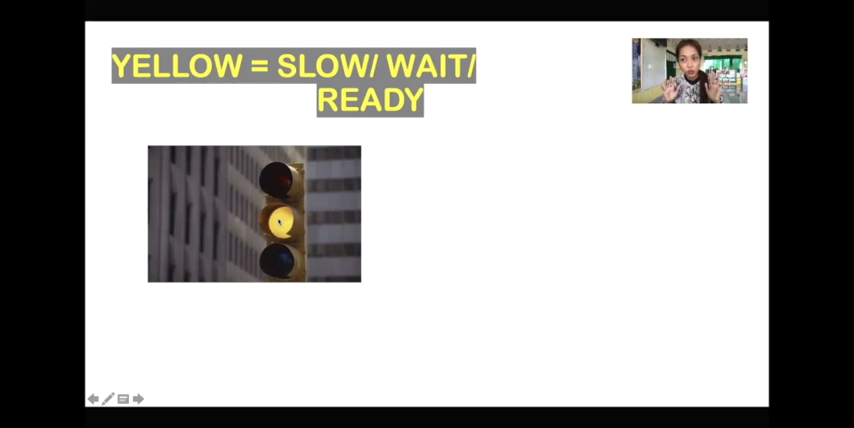 YELLOW = SLOW/ WAIT/
READY